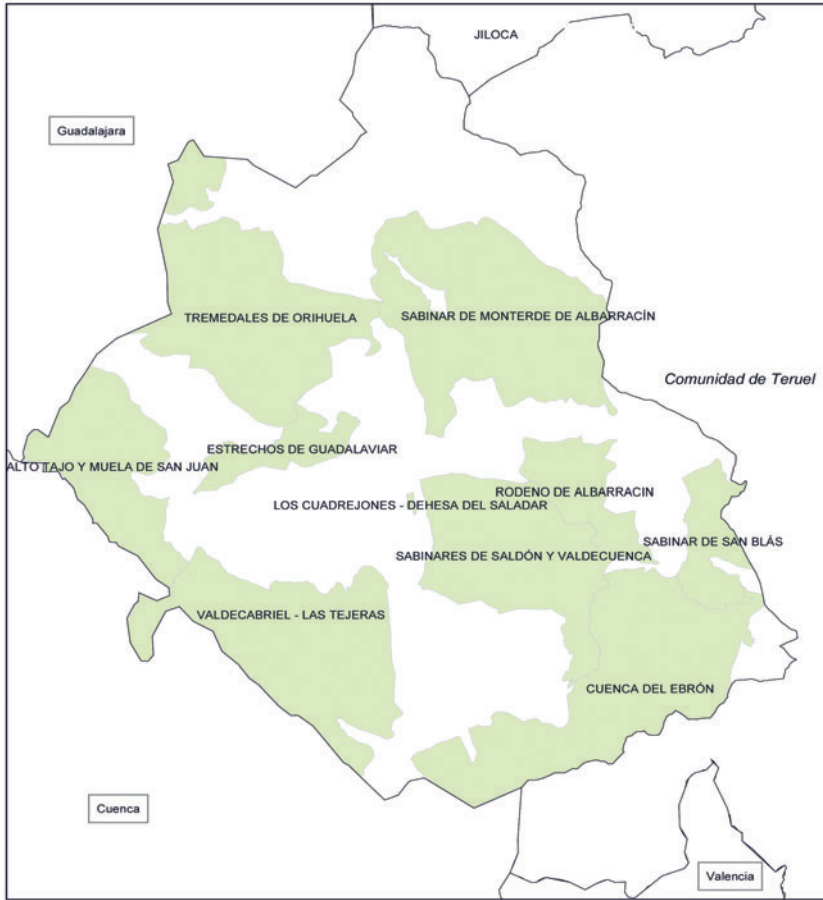 JILOCA
Guadalajara
TREMEDALES DE ORIHUELA
SABINAR DE MONTERDE DE ALBARRACÍN
Comunidad de Teruel
ESTRECHOS DE GUADALAVIAR
ALTO TAJO Y MUELA DE SAN JUAN
RODENO DE ALBARRACIN
LOS CUADREJONES - DEHESA DEL SALADAR
SABINAR DE SAN BLÁS
SABINARES DE SALDÓN Y VALDECUENCA
VALDECABRIEL - LAS TEJERAS
CUENCA DEL EBRÓN
Cuenca
Valencia